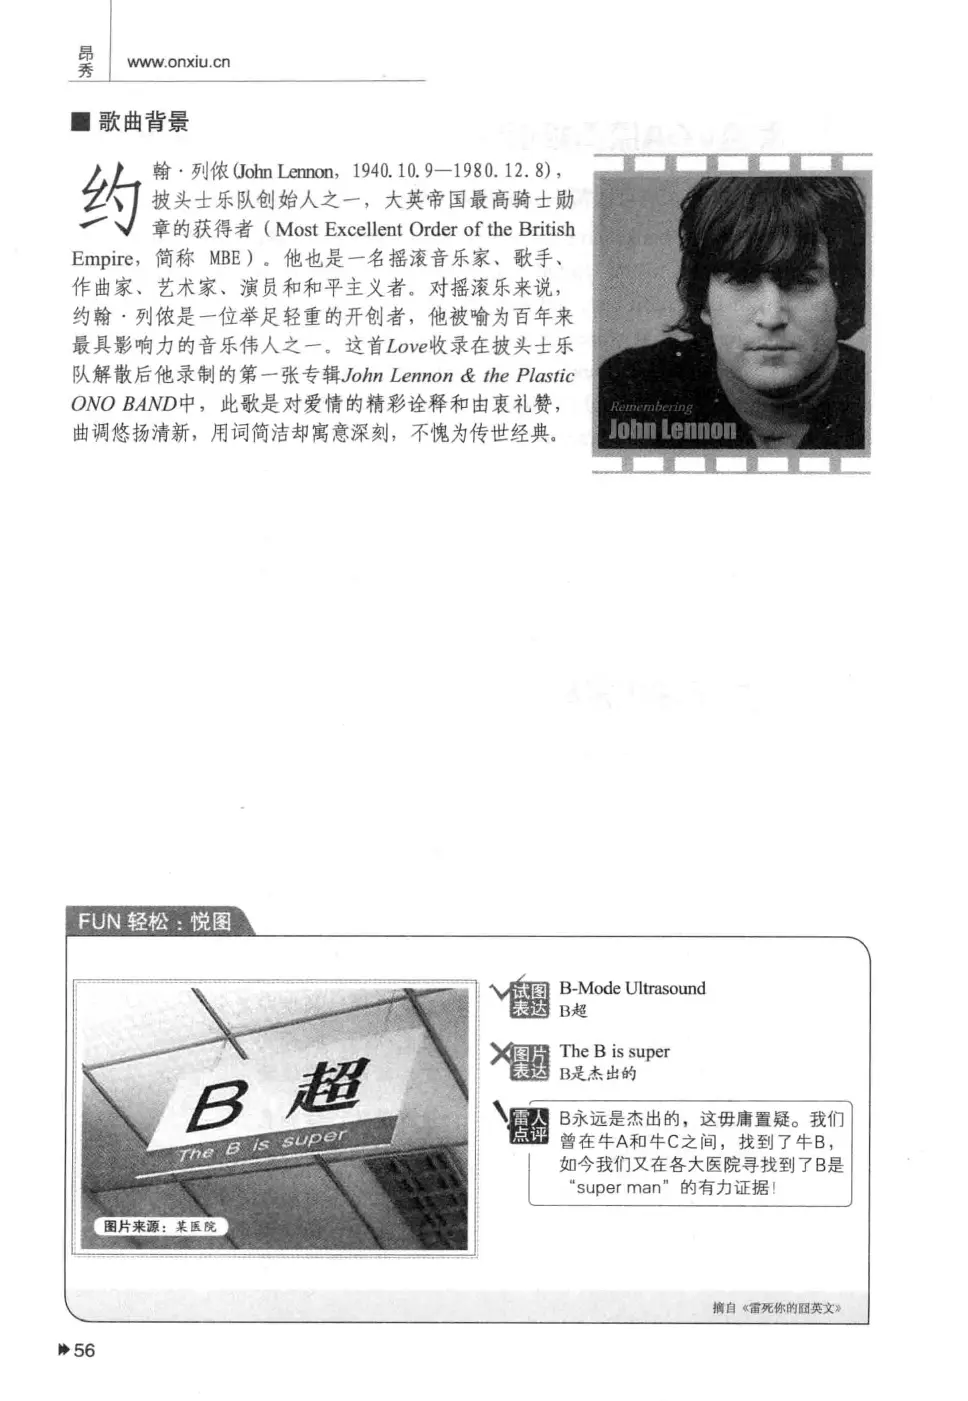 昂秀
www.onxiu.cn
■ 歌曲背景
约翰·列侬(John Lennon, 1940.10.9—1980.12.8)，
披头士乐队创始人之一，大英帝国最高骑士勋
章的获得者（Most Excellent Order of the British
Empire，简称 MBE）。他也是一名摇滚音乐家、歌手、
作曲家、艺术家、演员和和平主义者。对摇滚乐来说，
约翰·列侬是一位举足轻重的开创者，他被喻为百年来
最具影响力的音乐伟人之一。这首Love收录在披头士乐
队解散后他录制的第一张专辑John Lennon & the Plastic
ONO BAND中，此歌是对爱情的精彩诠释和由衷礼赞，
曲调悠扬清新，用词简洁却寓意深刻，不愧为传世经典。
Remembering
John Lennon
FUN 轻松：悦图
B 超
The B is super
图片来源：某医院
试图表达
B-Mode Ultrasound
B超
图片表达
The B is super
B是杰出的
雷人点评
B永远是杰出的，这毋庸置疑。我们
曾在牛A和牛C之间，找到了牛B，
如今我们又在各大医院寻找到了B是
“super man”的有力证据！
摘自《雷死你的囧英文》
56